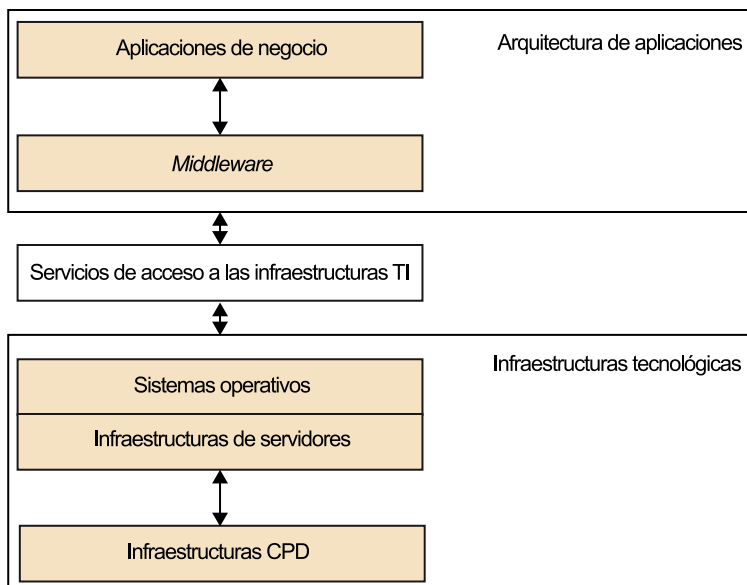 Aplicaciones de negocio
Arquitectura de aplicaciones
Middleware
Servicios de acceso a las infraestructuras TI
Infraestructuras tecnológicas
Sistemas operativos
Infraestructuras de servidores
Infraestructuras CPD